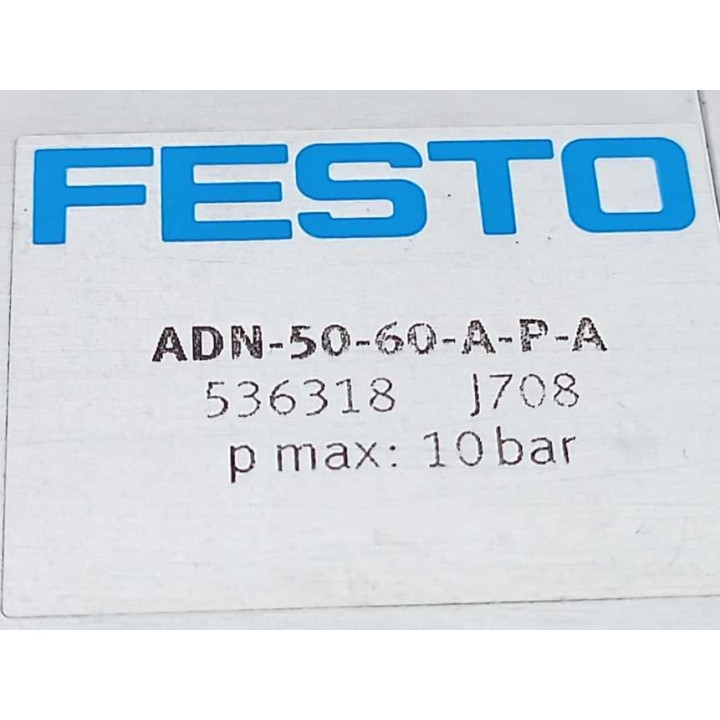 FESTO
ADN-50-60-A-P-A
536318 J708
p max: 10 bar